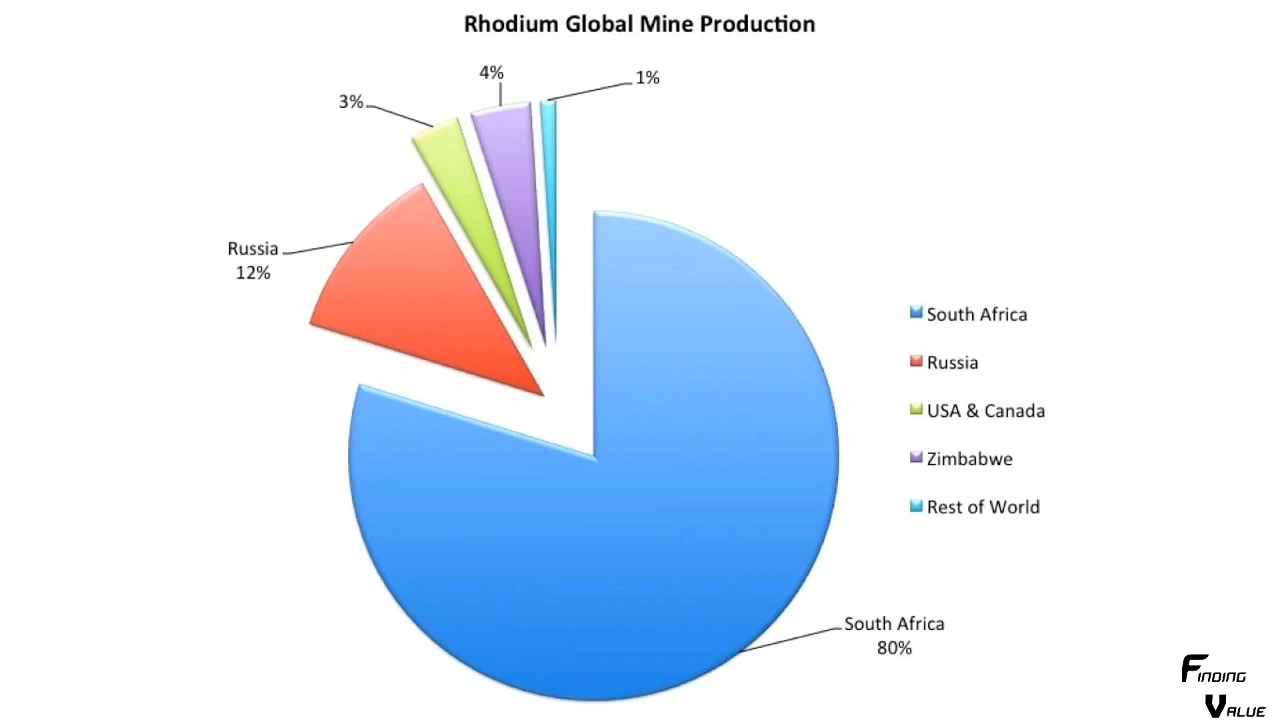 Rhodium Global Mine Production
4%
1%
3%
Russia
12%
South Africa
Russia
USA & Canada
Zimbabwe
Rest of World
South Africa
80%
Finding
Value